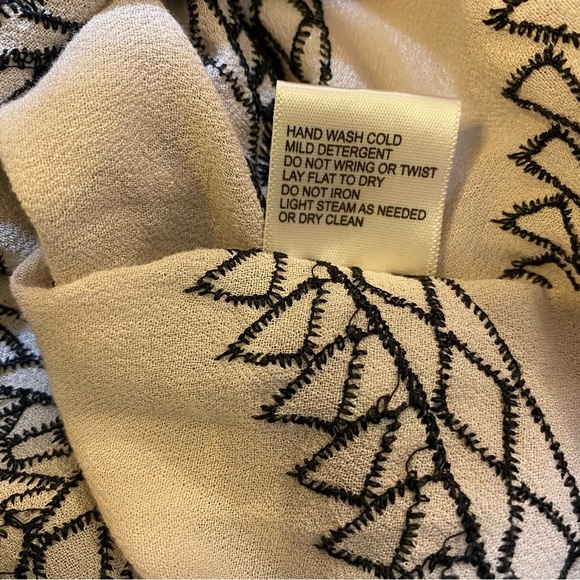 HAND WASH COLD
MILD DETERGENT
DO NOT WRING OR TWIST
LAY FLAT TO DRY
DO NOT IRON
LIGHT STEAM AS NEEDED
OR DRY CLEAN